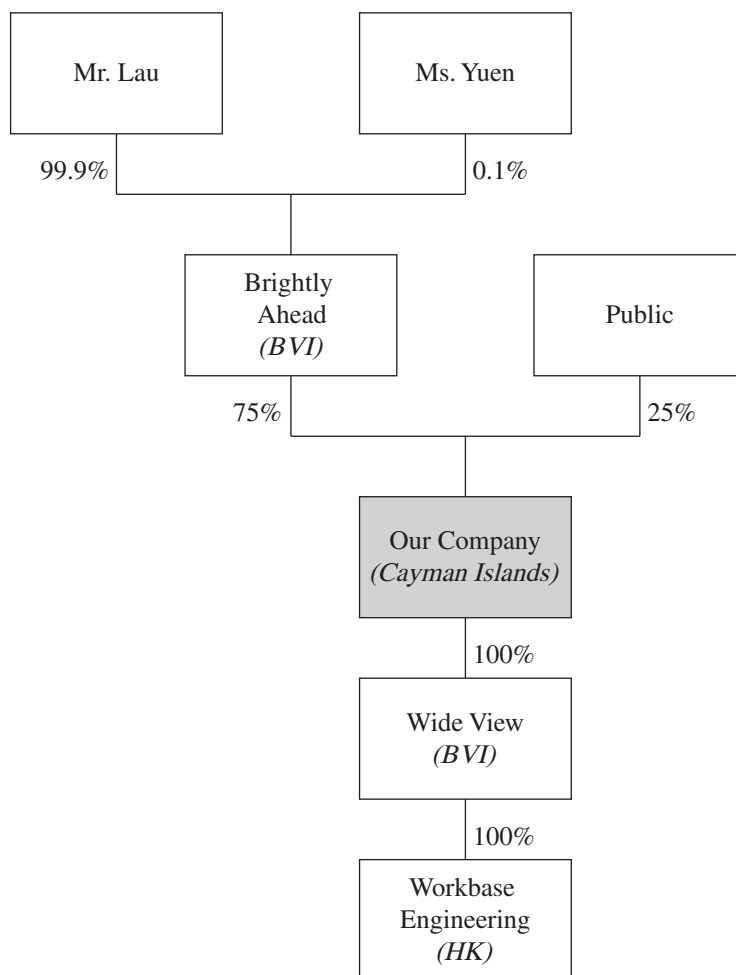 Mr. Lau
Ms. Yuen
99.9%
0.1%
Brightly
Ahead
(BVI)
Public
75%
25%
Our Company
(Cayman Islands)
100%
Wide View
(BVI)
100%
Workbase
Engineering
(HK)